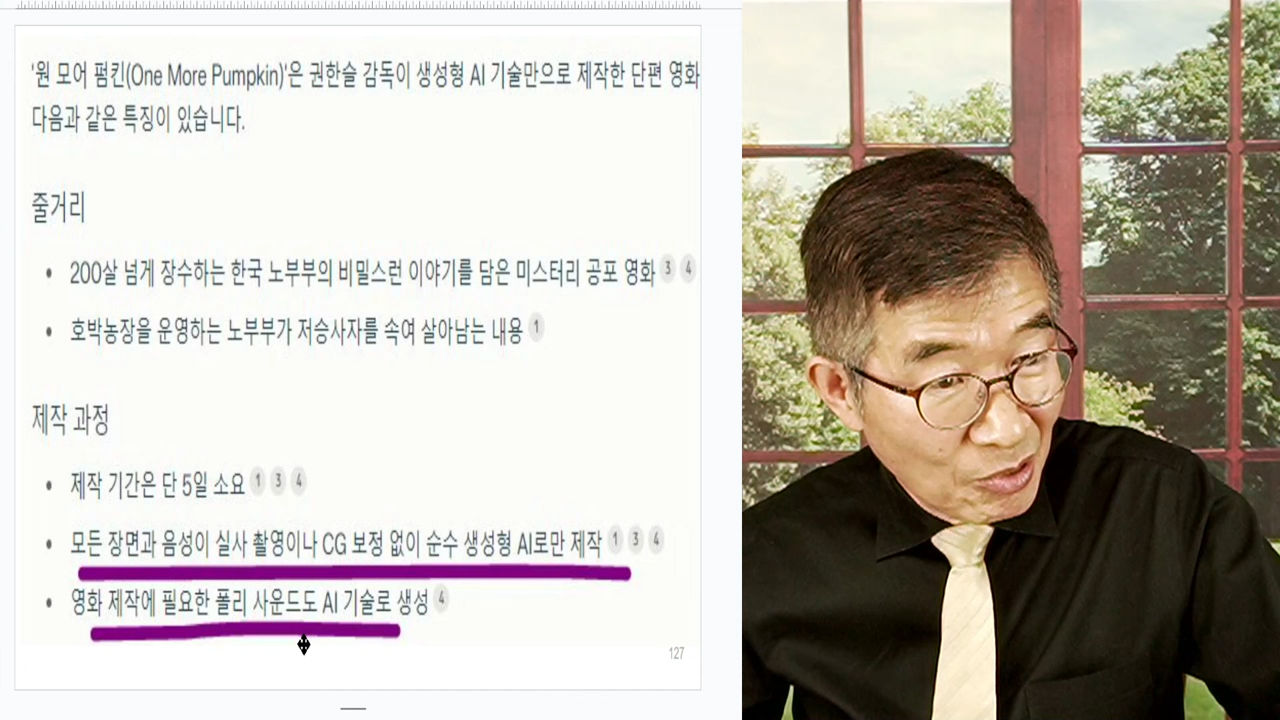 '원 모어 펌킨(One More Pumpkin)'은 권한슬 감독이 생성형 AI 기술만으로 제작한 단편 영화
다음과 같은 특징이 있습니다.
줄거리
• 200살 넘게 장수하는 한국 노부부의 비밀스런 이야기를 담은 미스터리 공포 영화 3 4
• 호박농장을 운영하는 노부부가 저승사자를 속여 살아남는 내용 1
제작 과정
• 제작 기간은 단 5일 소요 1 3 4
• 모든 장면과 음성이 실사 촬영이나 CG 보정 없이 순수 생성형 AI로만 제작 1 3 4
• 영화 제작에 필요한 폴리 사운드도 AI 기술로 생성 4
127